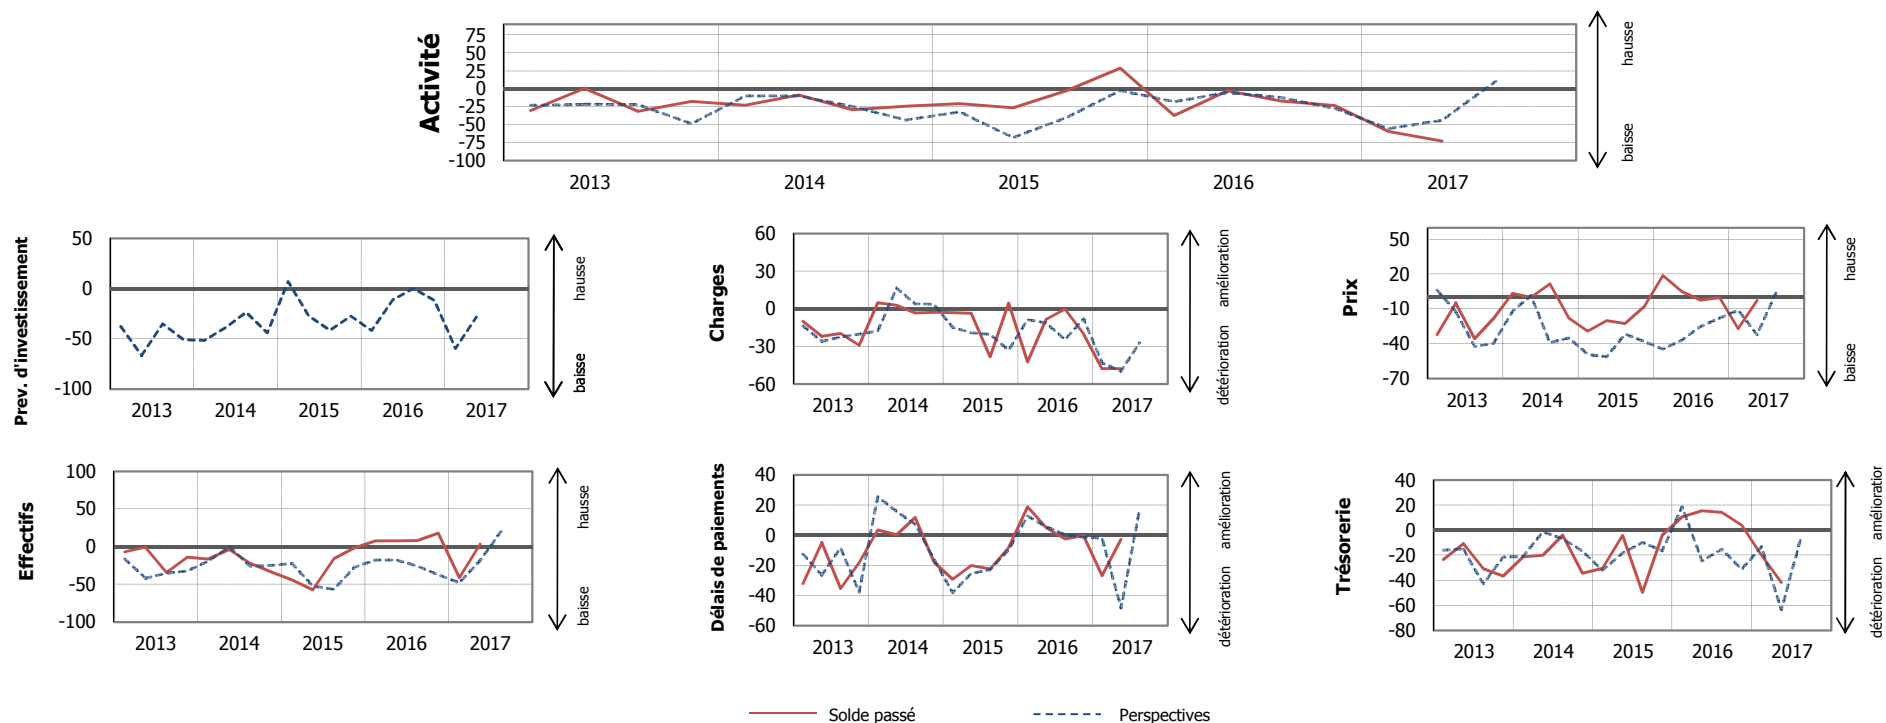 Activité
75
50
25
0
-25
-50
-75
-100
2013 2014 2015 2016 2017
hausse
baisse
Prev. d'investissement
50
0
-50
-100
2013 2014 2015 2016 2017
hausse
baisse
Charges
60
30
0
-30
-60
2013 2014 2015 2016 2017
amélioration
détérioration
Prix
50
20
-10
-40
-70
2013 2014 2015 2016 2017
hausse
baisse
Effectifs
100
50
0
-50
-100
2013 2014 2015 2016 2017
hausse
baisse
Délais de paiements
40
20
0
-20
-40
-60
2013 2014 2015 2016 2017
amélioration
détérioration
Trésorerie
40
20
0
-20
-40
-60
-80
2013 2014 2015 2016 2017
amélioration
détérioration
Solde passé Perspectives